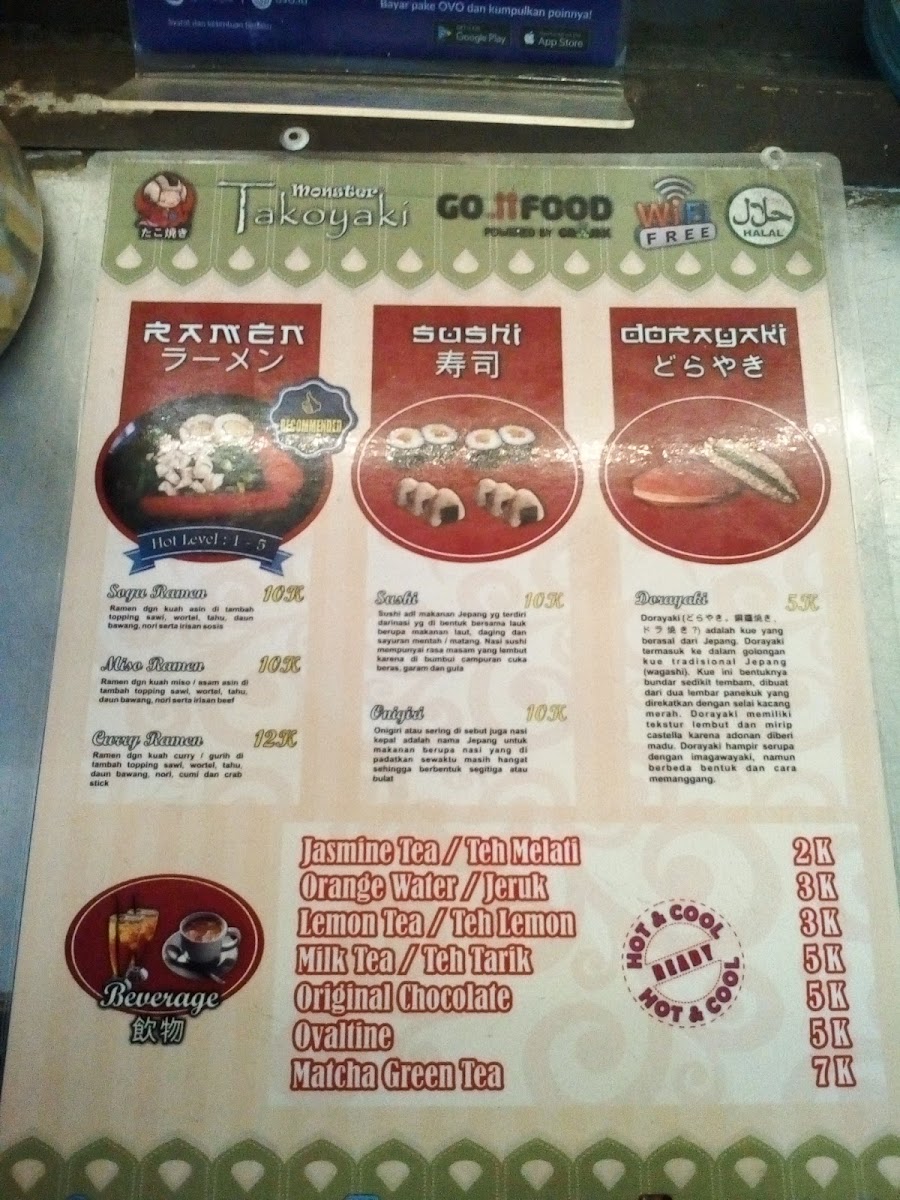 Bayar pake OVO dan kumpulkan poinnya!
Google Play
App Store
たこ焼き
Monster
Takoyaki
GO FOOD
POWERED BY GOJEK
WiFi
FREE
حلال
HALAL
RAMEN
ラーメン
RECOMMENDED
Hot Level : 1 - 5
Soyu Ramen 10K
Ramen dgn kuah asin di tambah
topping sawi, wortel, tahu, daun
bawang, nori serta irisan sosis
Miso Ramen 10K
Ramen dgn kuah miso / asam asin di
tambah topping sawi, wortel, tahu,
daun bawang, nori serta irisan beef
Curry Ramen 12K
Ramen dgn kuah curry / gurih di
tambah topping sawi, wortel, tahu,
daun bawang, nori, cumi dan crab
stick
SUSHI
寿司
Sushi 10K
Sushi adl makanan Jepang yg terdiri
darinasi yg di bentuk bersama lauk
berupa makanan laut, daging dan
sayuran mentah / matang. Nasi sushi
mempunyai rasa masam yang lembut
karena di bumbui campuran cuka
beras, garam dan gula
Onigiri 10K
Onigiri atau sering di sebut juga nasi
kepal adalah nama Jepang untuk
makanan berupa nasi yang di
padatkan sewaktu masih hangat
sehingga berbentuk segitiga atau
bulat
DORAYAKI
どらやき
Dorayaki 5K
Dorayaki (どらやき, 銅鑼焼き,
ドラ焼き?) adalah kue yang
berasal dari Jepang. Dorayaki
termasuk ke dalam golongan
kue tradisional Jepang
(wagashi). Kue ini bentuknya
bundar sedikit tembam, dibuat
dari dua lembar panekuk yang
direkatkan dengan selai kacang
merah. Dorayaki memiliki
tekstur lembut dan mirip
castella karena adonan diberi
madu. Dorayaki hampir serupa
dengan imagawayaki, namun
berbeda bentuk dan cara
memanggang.
Beverage
飲物
Jasmine Tea / Teh Melati 2K
Orange Water / Jeruk 3K
Lemon Tea / Teh Lemon 3K
Milk Tea / Teh Tarik 5K
Original Chocolate 5K
Ovaltine 5K
Matcha Green Tea 7K
HOT & COOL
READY
HOT & COOL